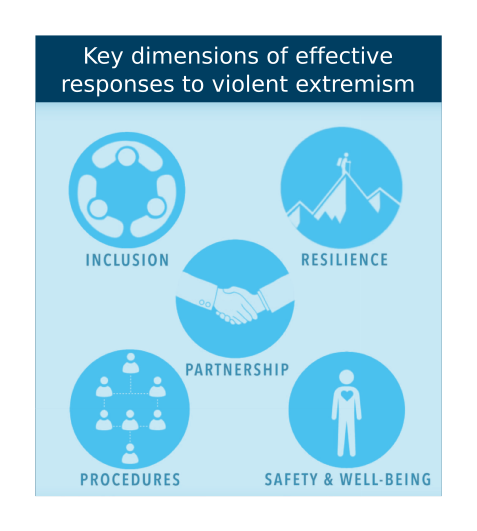 Key dimensions of effective
responses to violent extremism
INCLUSION
RESILIENCE
PARTNERSHIP
PROCEDURES
SAFETY & WELL-BEING